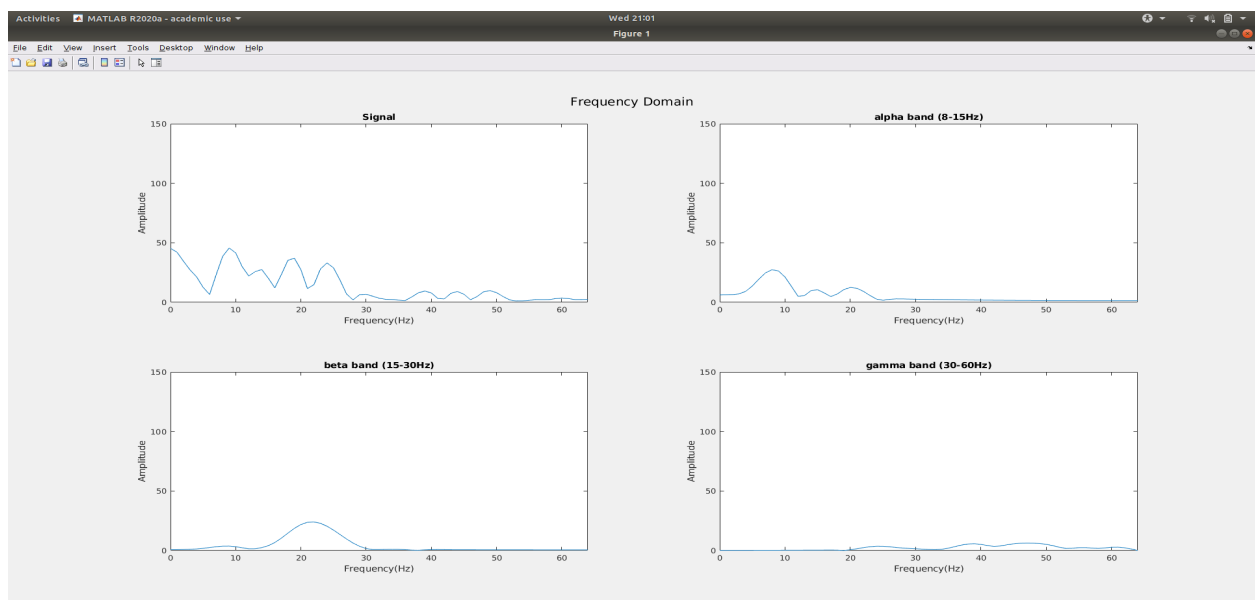 Activities MATLAB R2020a - academic use Wed 21:01
Figure 1
File Edit View Insert Tools Desktop Window Help
Frequency Domain
Signal
150
100
50
0
Amplitude
0 10 20 30 40 50 60
Frequency(Hz)
alpha band (8-15Hz)
150
100
50
0
Amplitude
0 10 20 30 40 50 60
Frequency(Hz)
beta band (15-30Hz)
150
100
50
0
Amplitude
0 10 20 30 40 50 60
Frequency(Hz)
gamma band (30-60Hz)
150
100
50
0
Amplitude
0 10 20 30 40 50 60
Frequency(Hz)